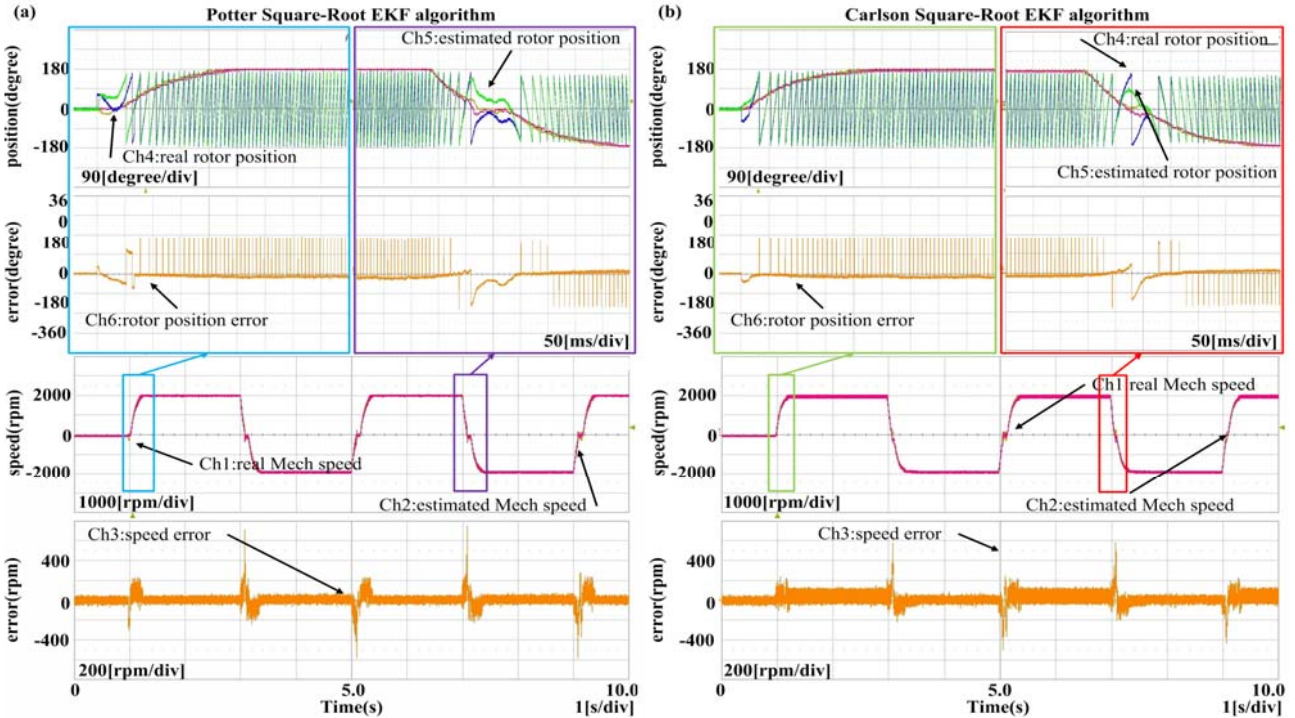 (a) Potter Square-Root EKF algorithm
position(degree)
180
0
-180
Ch5:estimated rotor position
Ch4:real rotor position
90[degree/div]
error(degree)
36
0
180
0
-180
-360
Ch6:rotor position error
50[ms/div]
speed(rpm)
2000
0
-2000
Ch1:real Mech speed
Ch2:estimated Mech speed
1000[rpm/div]
error(rpm)
400
0
-400
Ch3:speed error
200[rpm/div]
0 5.0 10.0
Time(s)
1[s/div]
(b) Carlson Square-Root EKF algorithm
position(degree)
180
0
-180
Ch4:real rotor position
Ch5:estimated rotor position
90[degree/div]
error(degree)
36
0
180
0
-180
-360
Ch6:rotor position error
50[ms/div]
speed(rpm)
2000
0
-2000
Ch1:real Mech speed
Ch2:estimated Mech speed
1000[rpm/div]
error(rpm)
400
0
-400
Ch3:speed error
200[rpm/div]
0 5.0 10.0
Time(s)
1[s/div]